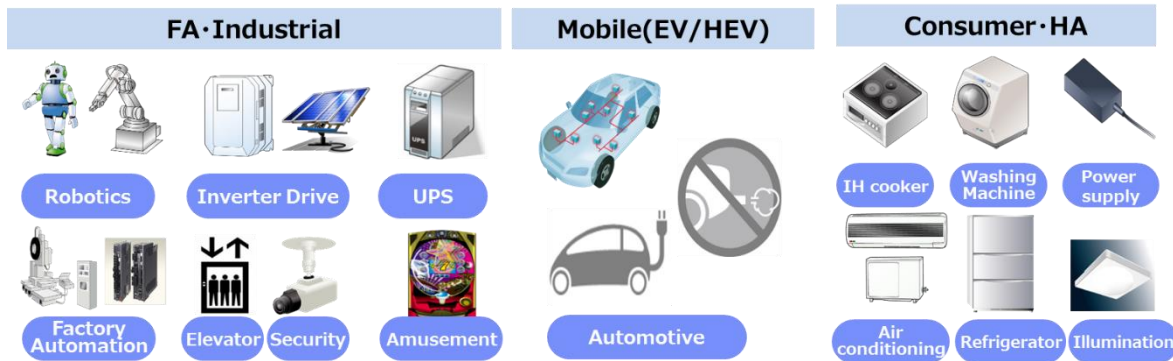 FA･Industrial
Mobile(EV/HEV)
Consumer･HA
UPS
Robotics
Inverter Drive
UPS
IH cooker
Washing
Machine
Power
supply
Factory
Automation
Elevator
Security
Amusement
Automotive
Air
conditioning
Refrigerator
Illumination